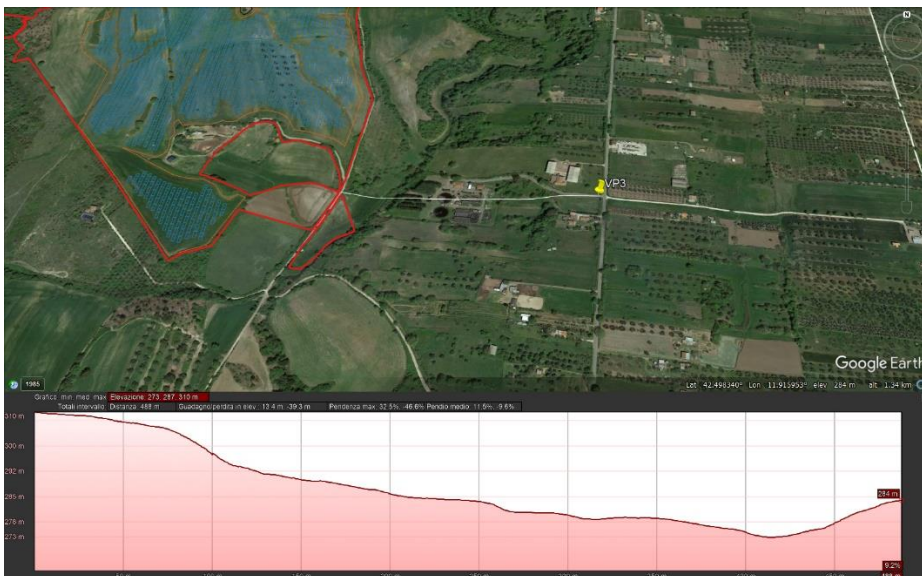 N
VP3
Google Earth
1985
Lat 42.498340° Lon 11.915953° elev 284 m alt 1.34 km
Grafico min med max Elevazione: 273, 287, 310 m
Totali intervallo: Distanza: 488 m Guadagno/perdita in elev.: 13.4 m -39.3 m Pendenza max: 32.5%, -46.6% Pendio medio: 11.5%, -9.6%
310 m
300 m
292 m
285 m
284 m
278 m
273 m
9.2%